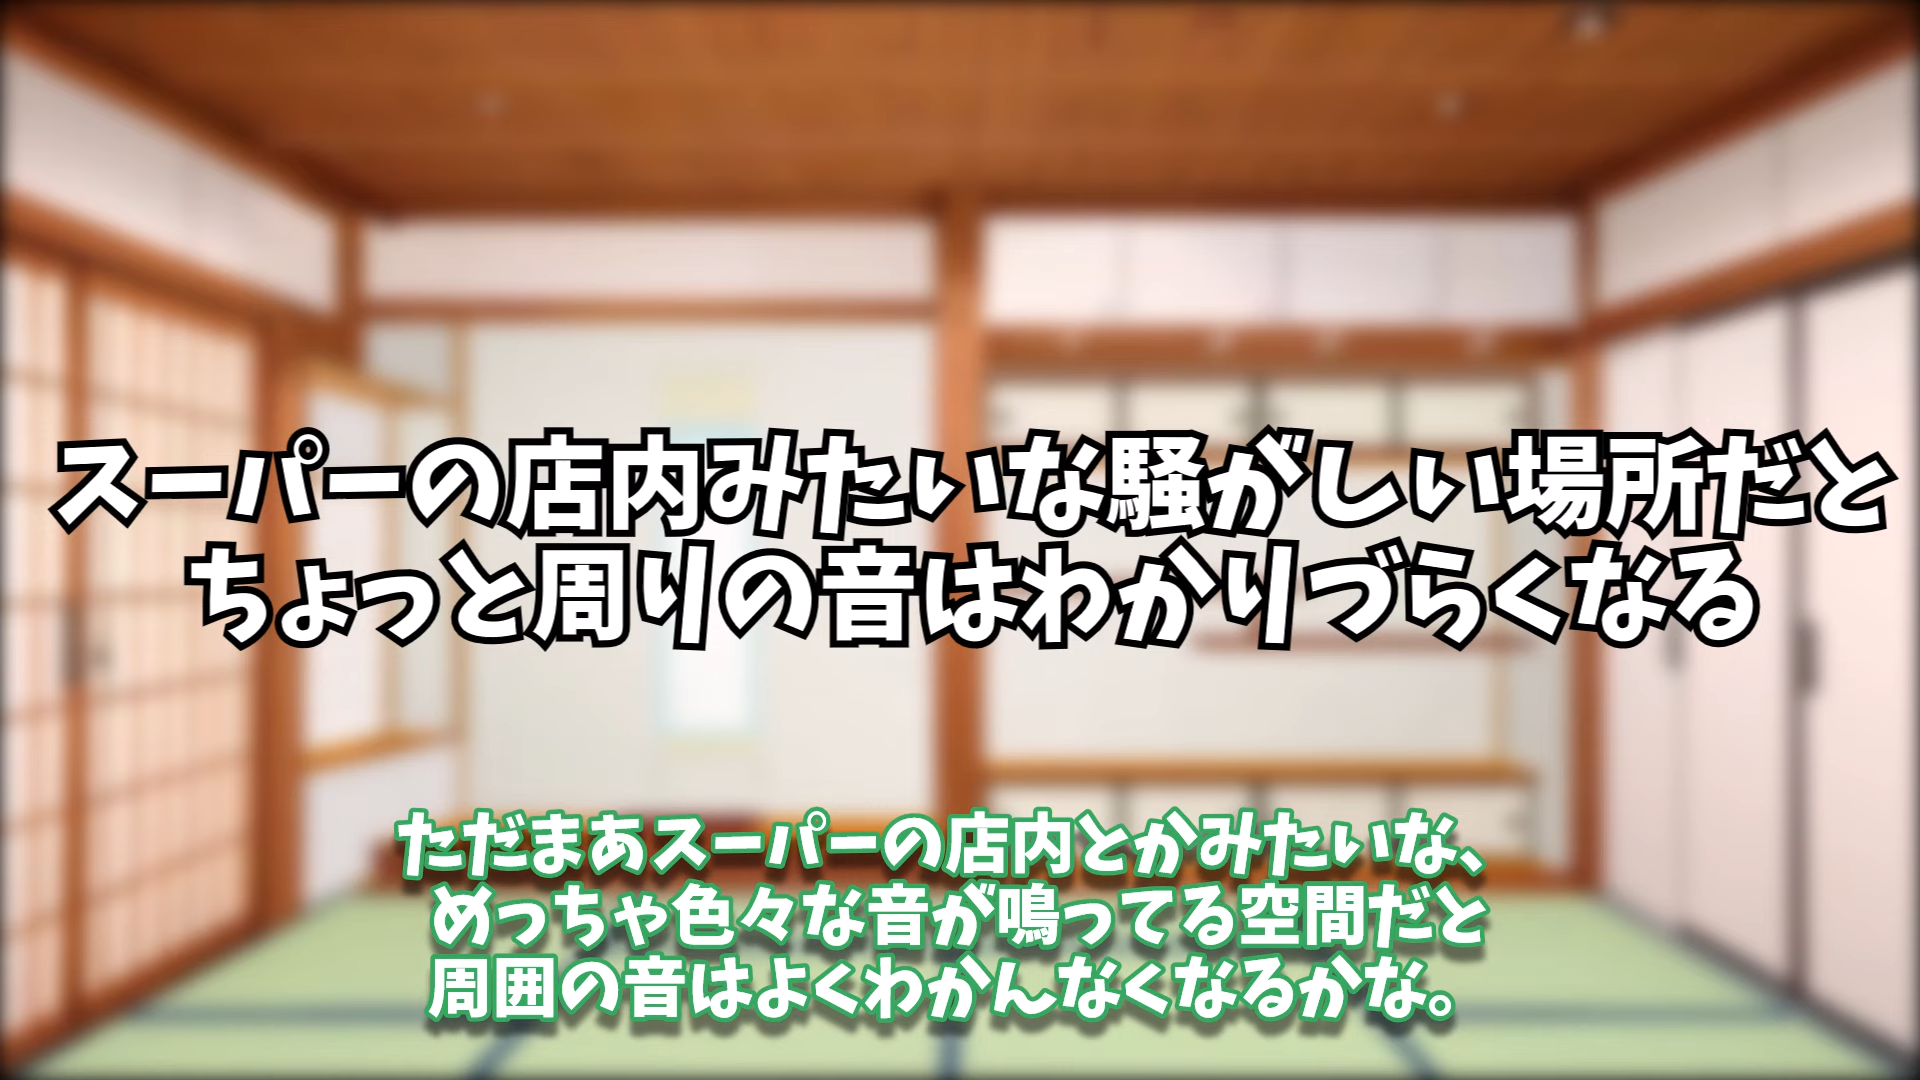 スーパーの店内みたいな騒がしい場所だと
ちょっと周りの音はわかりづらくなる
ただまあスーパーの店内とかみたいな、
めっちゃ色々な音が鳴ってる空間だと
周囲の音はよくわかんなくなるかな。